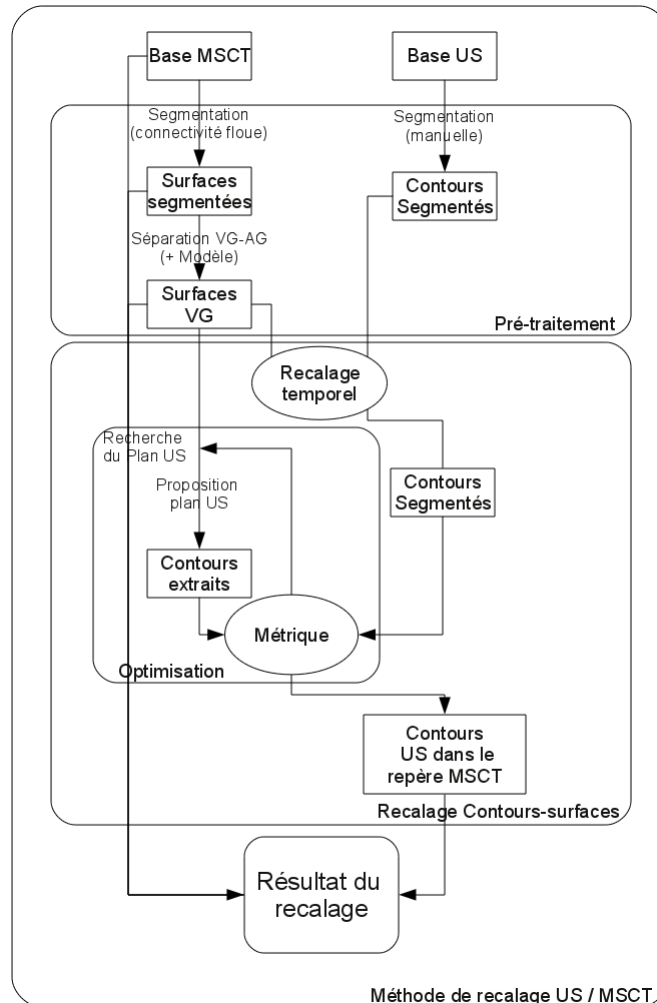 Base MSCT
Base US
Segmentation
(connectivité floue)
Segmentation
(manuelle)
Surfaces
segmentées
Contours
Segmentés
Séparation VG-AG
(+ Modèle)
Surfaces
VG
Pré-traitement
Recalage
temporel
Recherche
du Plan US
Proposition
plan US
Contours
Segmentés
Contours
extraits
Métrique
Optimisation
Contours
US dans le
repère MSCT
Recalage Contours-surfaces
Résultat du
recalage
Méthode de recalage US / MSCT